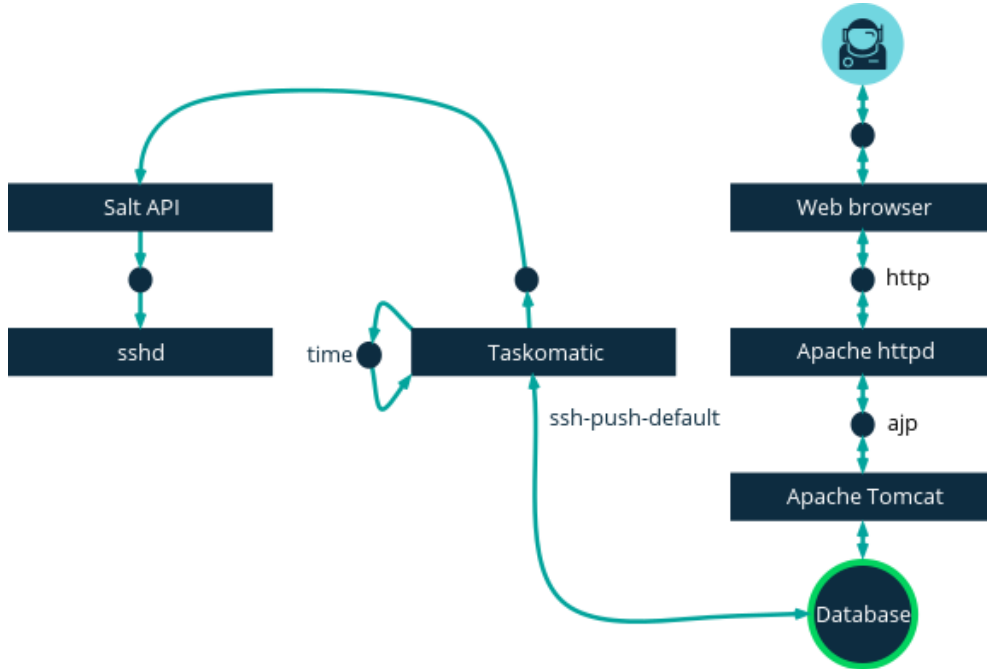 Salt API
Web browser
http
sshd
time
Taskomatic
Apache httpd
ssh-push-default
ajp
Apache Tomcat
Database